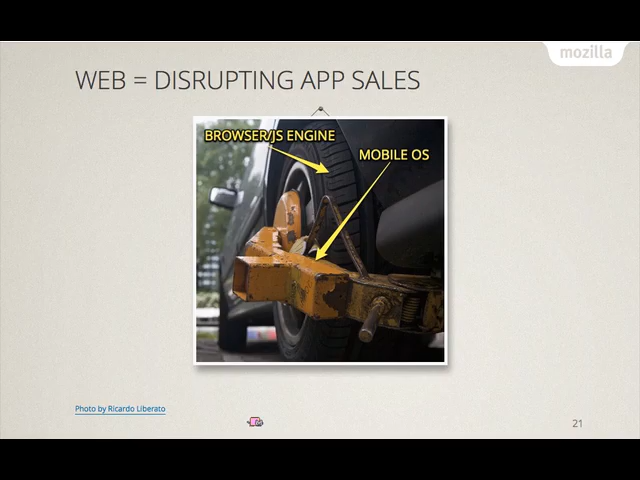 mozilla
WEB = DISRUPTING APP SALES
BROWSER/JS ENGINE
MOBILE OS
Photo by Ricardo Liberato
21